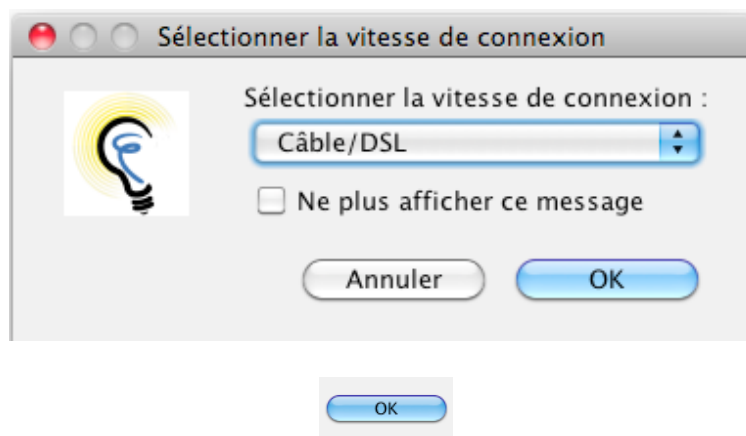 Sélectionner la vitesse de connexion
Sélectionner la vitesse de connexion :
Câble/DSL
Ne plus afficher ce message
Annuler
OK
OK